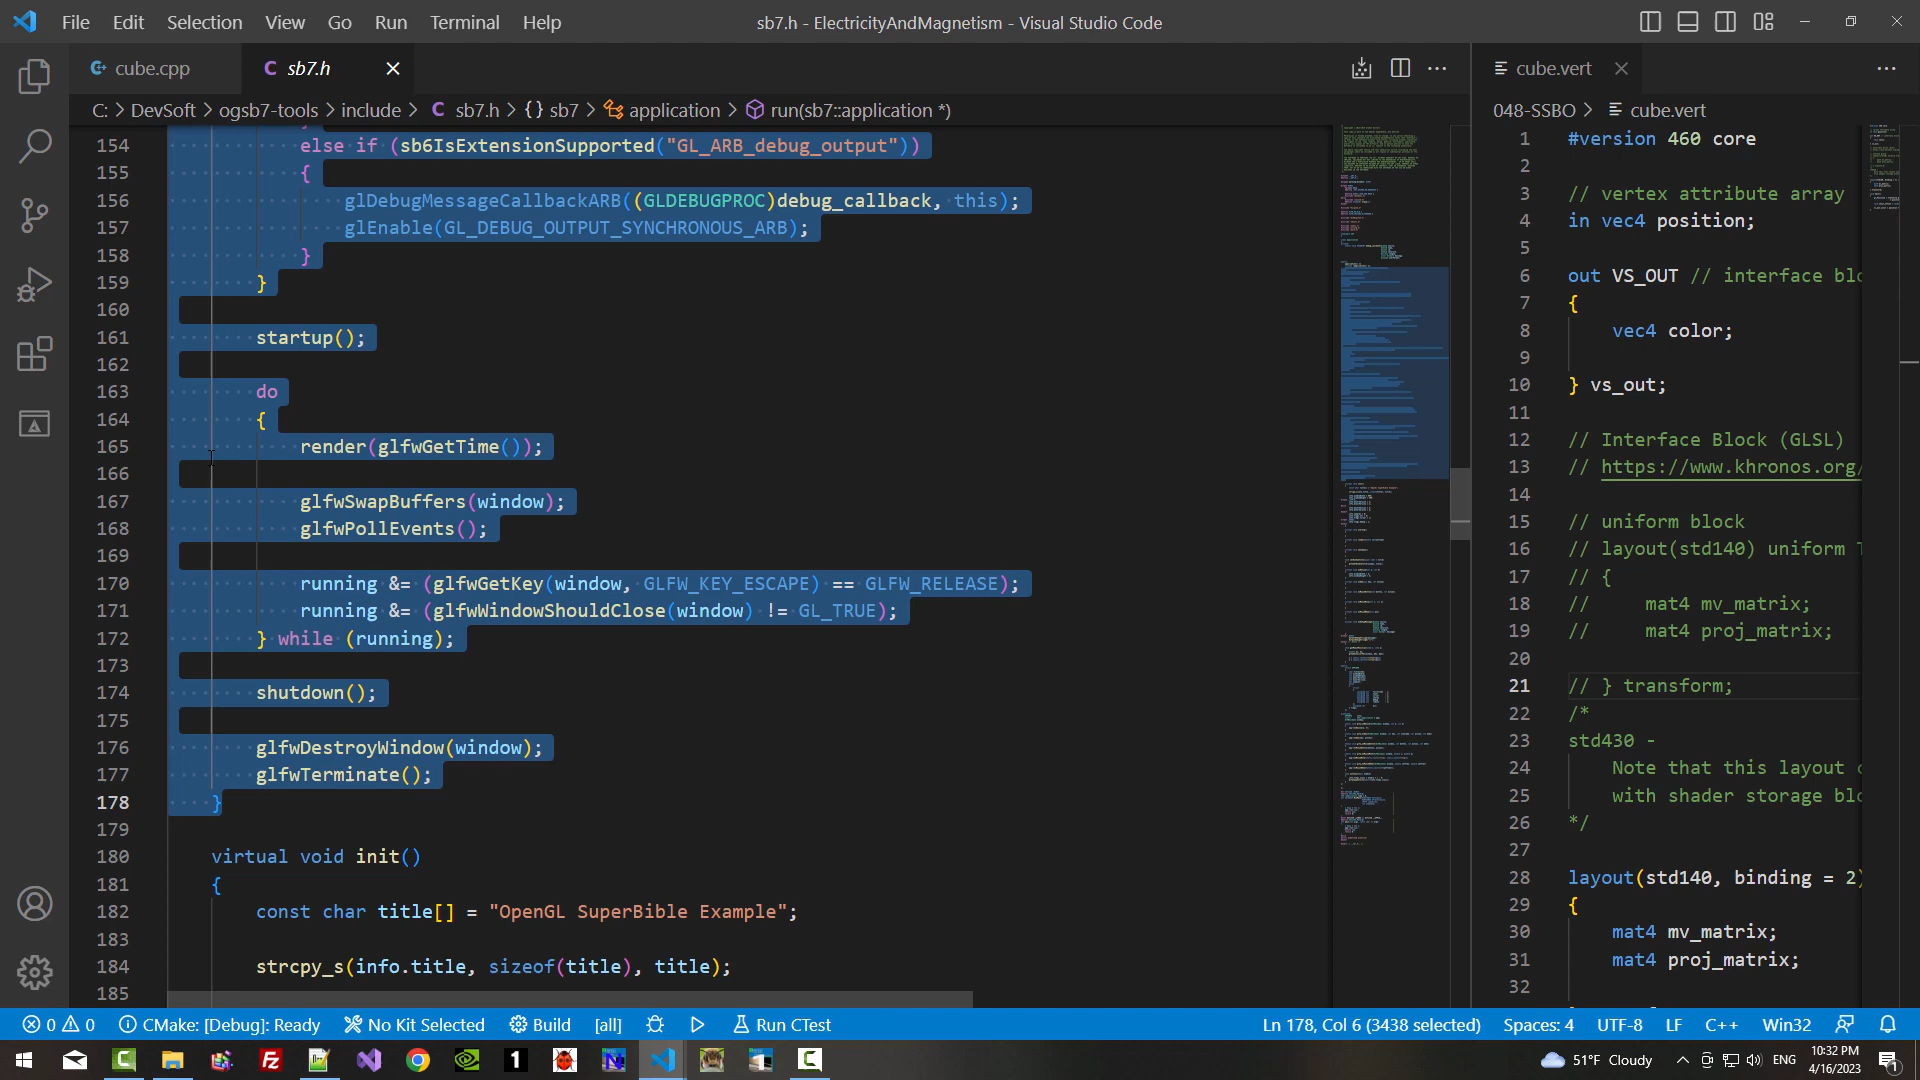 File Edit Selection View Go Run Terminal Help
sb7.h - ElectricityAndMagnetism - Visual Studio Code
cube.cpp
C sb7.h
cube.vert
C: > DevSoft > ogsb7-tools > include > C sb7.h > {} sb7 > application > run(sb7::application *)
048-SSBO > cube.vert
154 else if (sb6IsExtensionSupported("GL_ARB_debug_output"))
155 {
156 glDebugMessageCallbackARB((GLDEBUGPROC)debug_callback, this);
157 glEnable(GL_DEBUG_OUTPUT_SYNCHRONOUS_ARB);
158 }
159 }
160
161 startup();
162
163 do
164 {
165 render(glfwGetTime());
166
167 glfwSwapBuffers(window);
168 glfwPollEvents();
169
170 running &= (glfwGetKey(window, GLFW_KEY_ESCAPE) == GLFW_RELEASE);
171 running &= (glfwWindowShouldClose(window) != GL_TRUE);
172 } while (running);
173
174 shutdown();
175
176 glfwDestroyWindow(window);
177 glfwTerminate();
178 }
179
180 virtual void init()
181 {
182 const char title[] = "OpenGL SuperBible Example";
183
184 strcpy_s(info.title, sizeof(title), title);
185
1 #version 460 core
2
3 // vertex attribute array
4 in vec4 position;
5
6 out VS_OUT // interface blo
7 {
8 vec4 color;
9
10 } vs_out;
11
12 // Interface Block (GLSL)
13 // https://www.khronos.org/
14
15 // uniform block
16 // layout(std140) uniform T
17 // {
18 // mat4 mv_matrix;
19 // mat4 proj_matrix;
20
21 // } transform;
22 /*
23 std430 -
24 Note that this layout c
25 with shader storage blo
26 */
27
28 layout(std140, binding = 2)
29 {
30 mat4 mv_matrix;
31 mat4 proj_matrix;
32
0 0 CMake: [Debug]: Ready No Kit Selected Build [all] Run CTest
Ln 178, Col 6 (3438 selected) Spaces: 4 UTF-8 LF C++ Win32
51°F Cloudy ENG
10:32 PM
4/16/2023
1